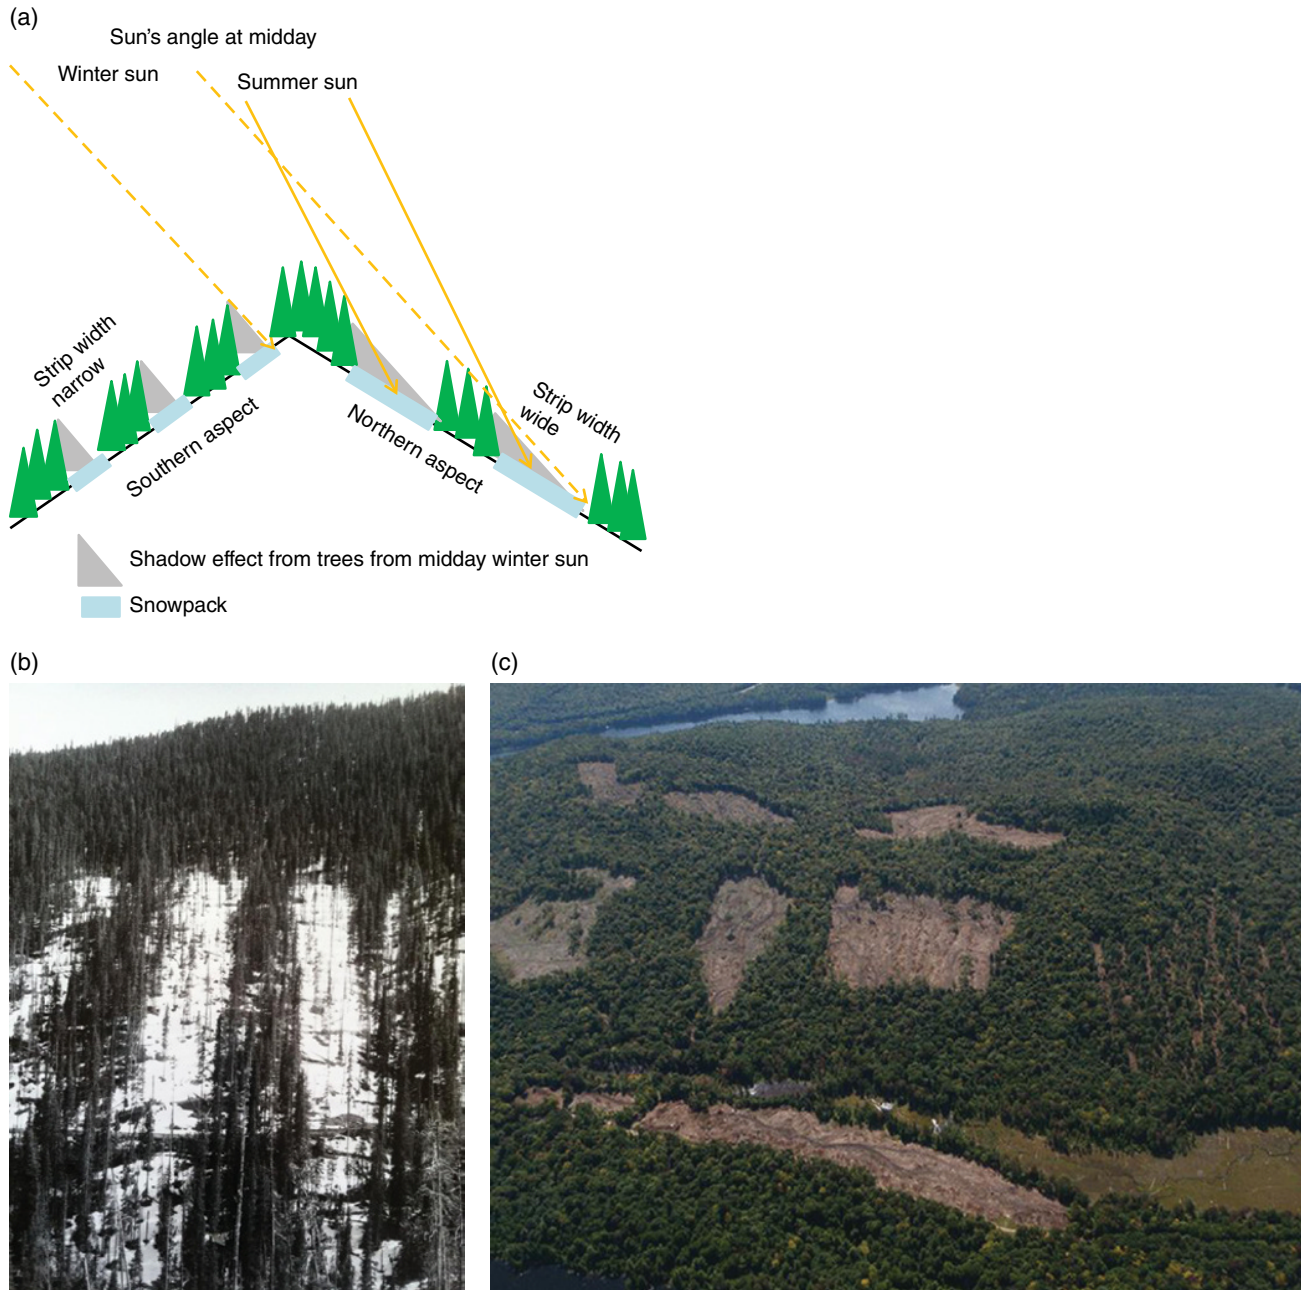 (a)
Sun's angle at midday
Winter sun
Summer sun
Strip width
narrow
Southern aspect
Northern aspect
Strip width
wide
Shadow effect from trees from midday winter sun
Snowpack
(b)
(c)